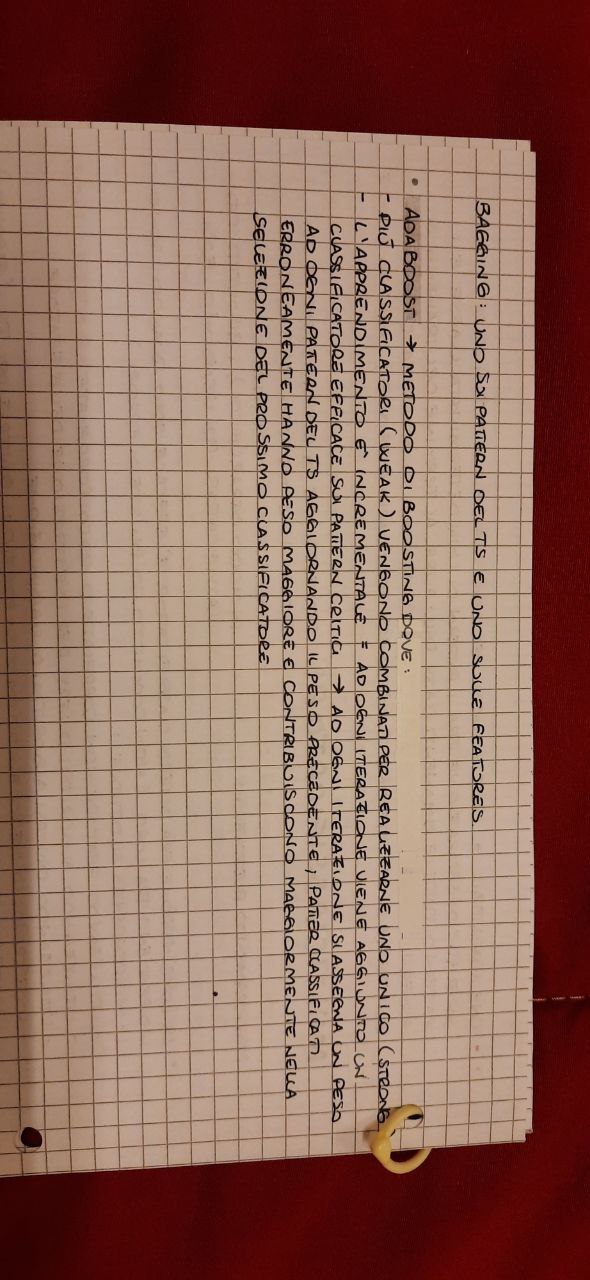 BAGGING: UNO SUI PATTERN DEL TS E UNO SULLE FEATURES.
• ADABOOST → METODO DI BOOSTING DOVE:
- PIÙ CLASSIFICATORI (WEAK) VENGONO COMBINATI PER REALIZZARNE UNO UNICO (STRONG)
- L'APPRENDIMENTO È INCREMENTALE = AD OGNI ITERAZIONE VIENE AGGIUNTO UN
CLASSIFICATORE EFFICACE SUI PATTERN CRITICI → AD OGNI ITERAZIONE SI ASSEGNA UN PESO
AD OGNI PATTERN DEL TS AGGIORNANDO IL PESO PRECEDENTE; PATTER CLASSIFICATI
ERRONEAMENTE HANNO PESO MAGGIORE E CONTRIBUISCONO MAGGIORMENTE NELLA
SELEZIONE DEL PROSSIMO CLASSIFICATORE